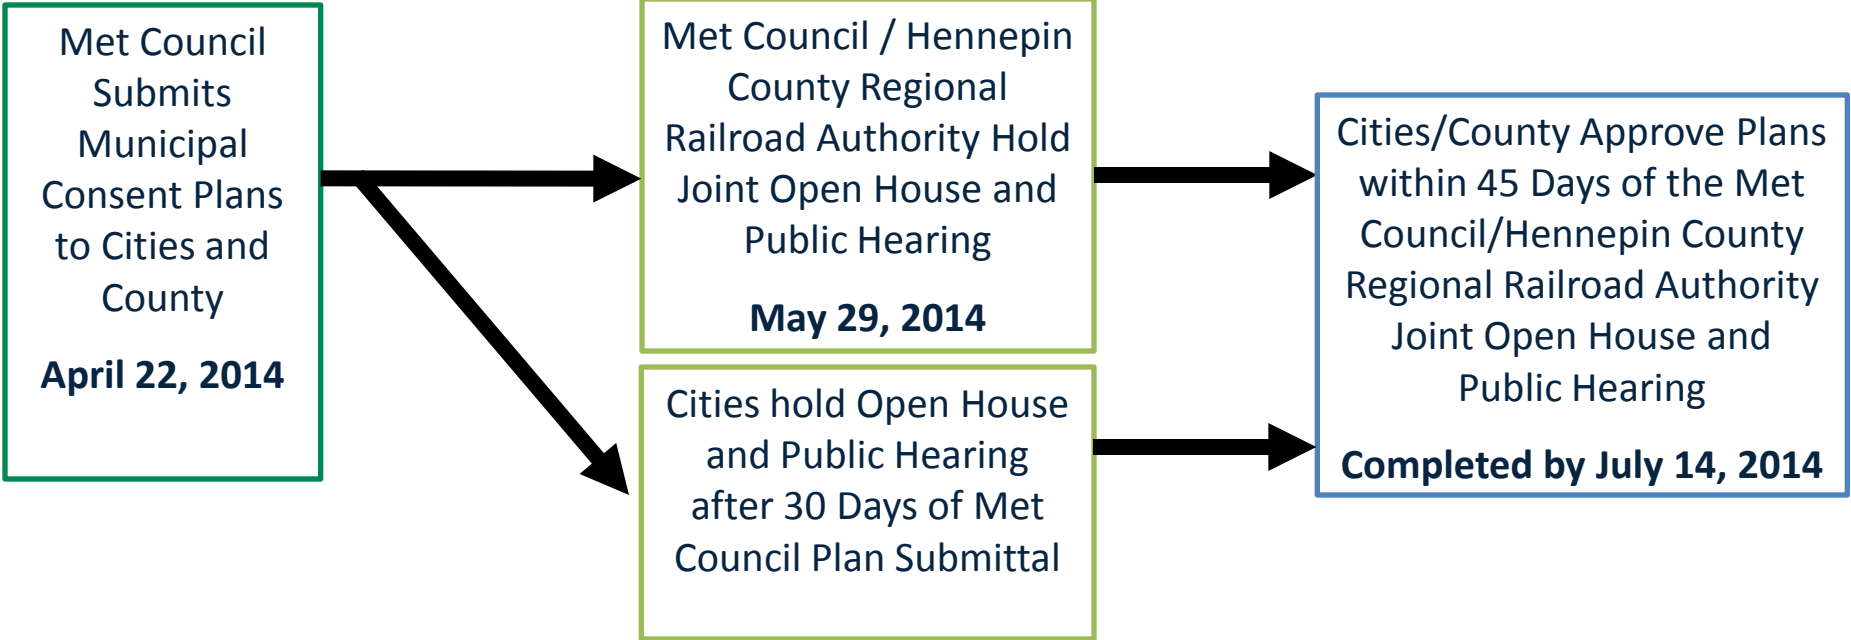 Met Council
Submits
Municipal
Consent Plans
to Cities and
County
April 22, 2014
Met Council / Hennepin
County Regional
Railroad Authority Hold
Joint Open House and
Public Hearing
May 29, 2014
Cities hold Open House
and Public Hearing
after 30 Days of Met
Council Plan Submittal
Cities/County Approve Plans
within 45 Days of the Met
Council/Hennepin County
Regional Railroad Authority
Joint Open House and
Public Hearing
Completed by July 14, 2014